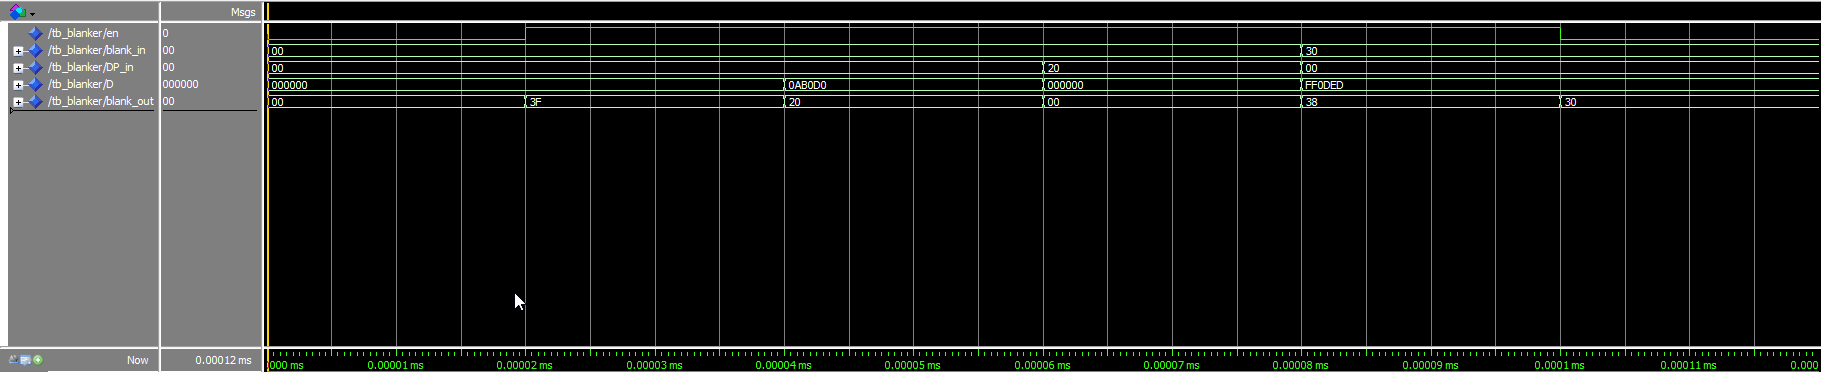 Msgs
/tb_blanker/en 0
/tb_blanker/blank_in 00 00 30
/tb_blanker/DP_in 00 00 20 00
/tb_blanker/D 000000 000000 0AB0D0 000000 FF0DED
/tb_blanker/blank_out 00 00 3F 20 00 38 30
Now 0.00012 ms 000 ms 0.00001 ms 0.00002 ms 0.00003 ms 0.00004 ms 0.00005 ms 0.00006 ms 0.00007 ms 0.00008 ms 0.00009 ms 0.0001 ms 0.00011 ms 0.000